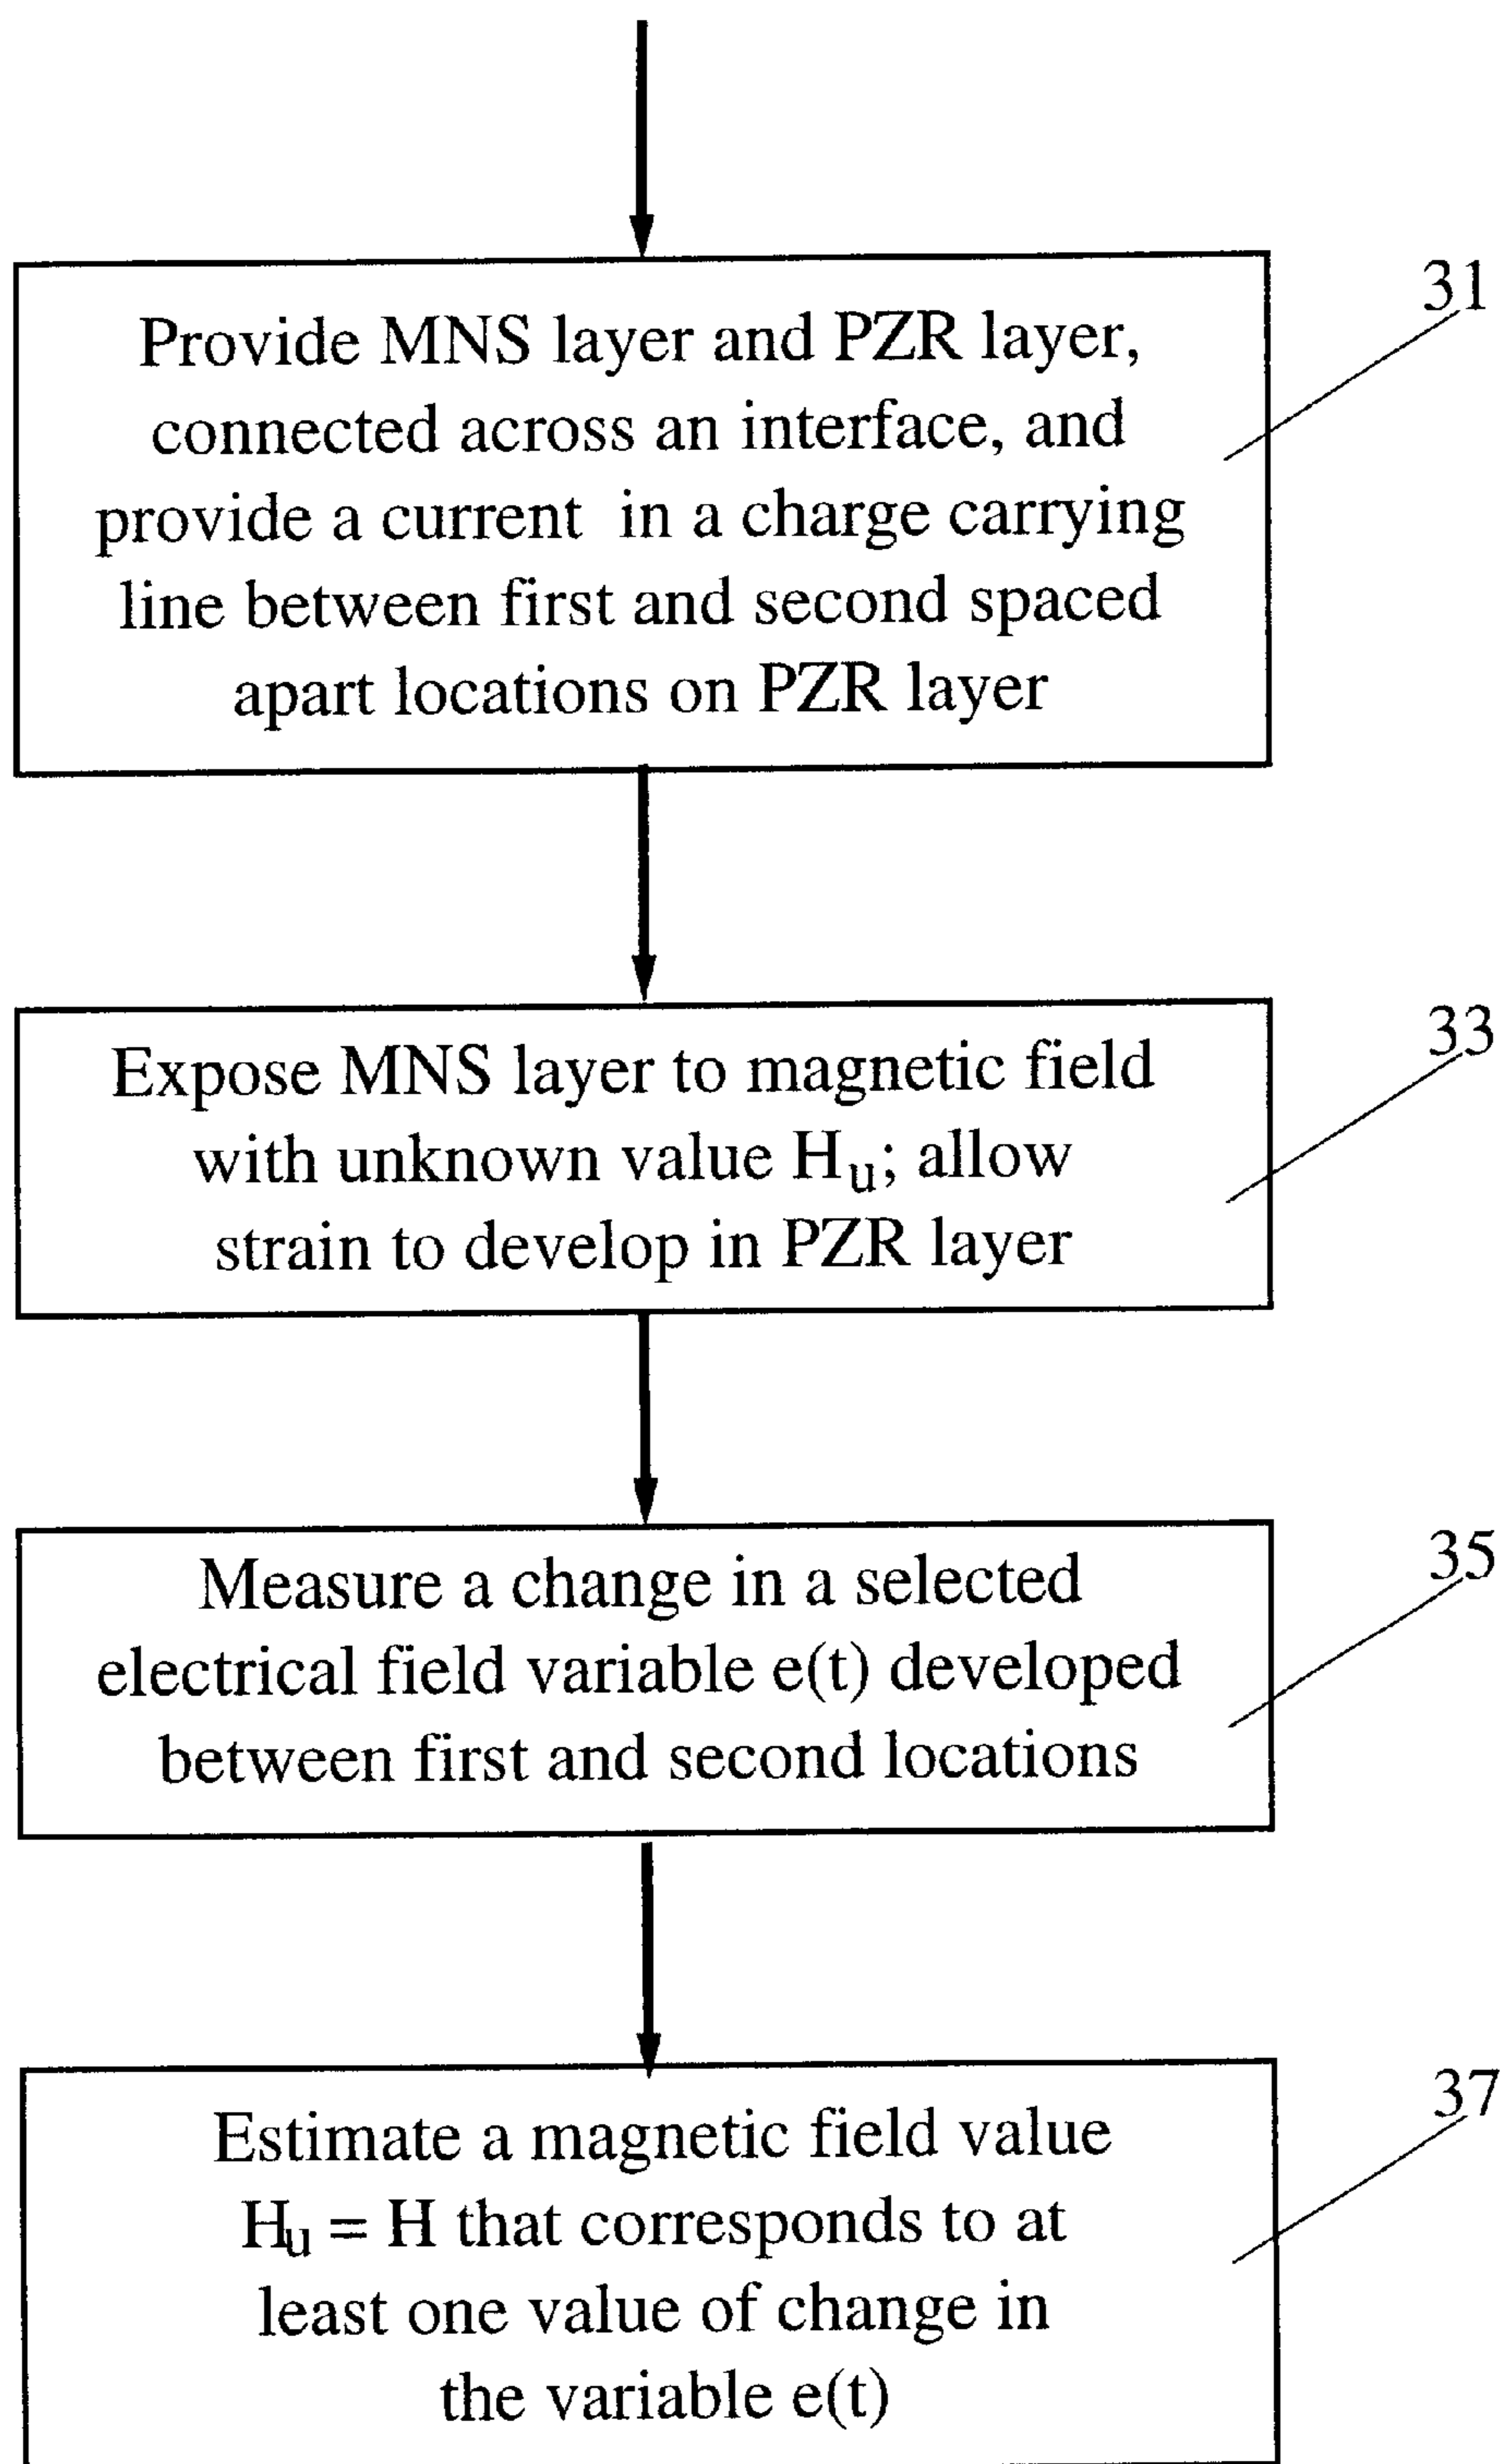 31
Provide MNS layer and PZR layer,
connected across an interface, and
provide a current in a charge carrying
line between first and second spaced
apart locations on PZR layer
33
Expose MNS layer to magnetic field
with unknown value Hu; allow
strain to develop in PZR layer
35
Measure a change in a selected
electrical field variable e(t) developed
between first and second locations
37
Estimate a magnetic field value
Hu = H that corresponds to at
least one value of change in
the variable e(t)